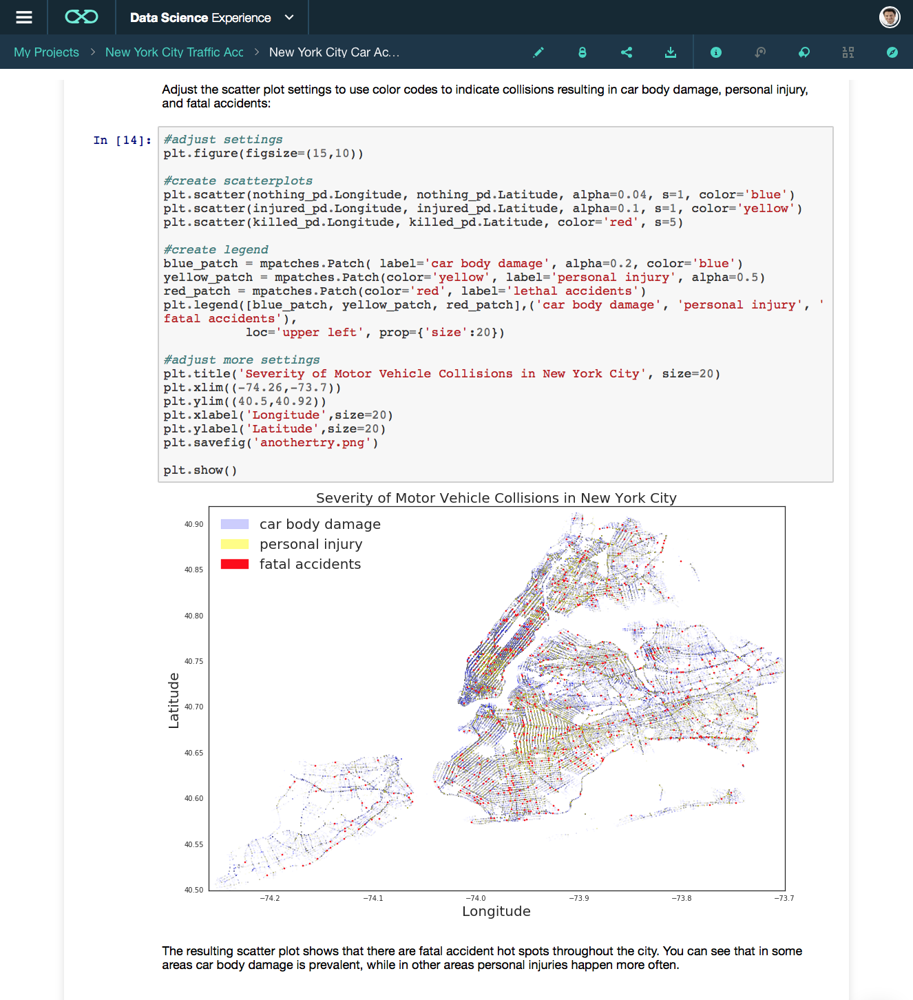 Data Science Experience
My Projects > New York City Traffic Acc > New York City Car Ac...
Adjust the scatter plot settings to use color codes to indicate collisions resulting in car body damage, personal injury,
and fatal accidents:
In [14]:
#adjust settings
plt.figure(figsize=(15,10))
#create scatterplots
plt.scatter(nothing_pd.Longitude, nothing_pd.Latitude, alpha=0.04, s=1, color='blue')
plt.scatter(injured_pd.Longitude, injured_pd.Latitude, alpha=0.1, s=1, color='yellow')
plt.scatter(killed_pd.Longitude, killed_pd.Latitude, color='red', s=5)
#create legend
blue_patch = mpatches.Patch( label='car body damage', alpha=0.2, color='blue')
yellow_patch = mpatches.Patch(color='yellow', label='personal injury', alpha=0.5)
red_patch = mpatches.Patch(color='red', label='lethal accidents')
plt.legend([blue_patch, yellow_patch, red_patch],('car body damage', 'personal injury', '
fatal accidents'),
loc='upper left', prop={'size':20})
#adjust more settings
plt.title('Severity of Motor Vehicle Collisions in New York City', size=20)
plt.xlim((-74.26,-73.7))
plt.ylim((40.5,40.92))
plt.xlabel('Longitude',size=20)
plt.ylabel('Latitude',size=20)
plt.savefig('anothertry.png')
plt.show()
Severity of Motor Vehicle Collisions in New York City
car body damage
personal injury
fatal accidents
40.90
40.85
40.80
40.75
40.70
40.65
40.60
40.55
40.50
Latitude
−74.2 −74.1 −74.0 −73.9 −73.8 −73.7
Longitude
The resulting scatter plot shows that there are fatal accident hot spots throughout the city. You can see that in some
areas car body damage is prevalent, while in other areas personal injuries happen more often.